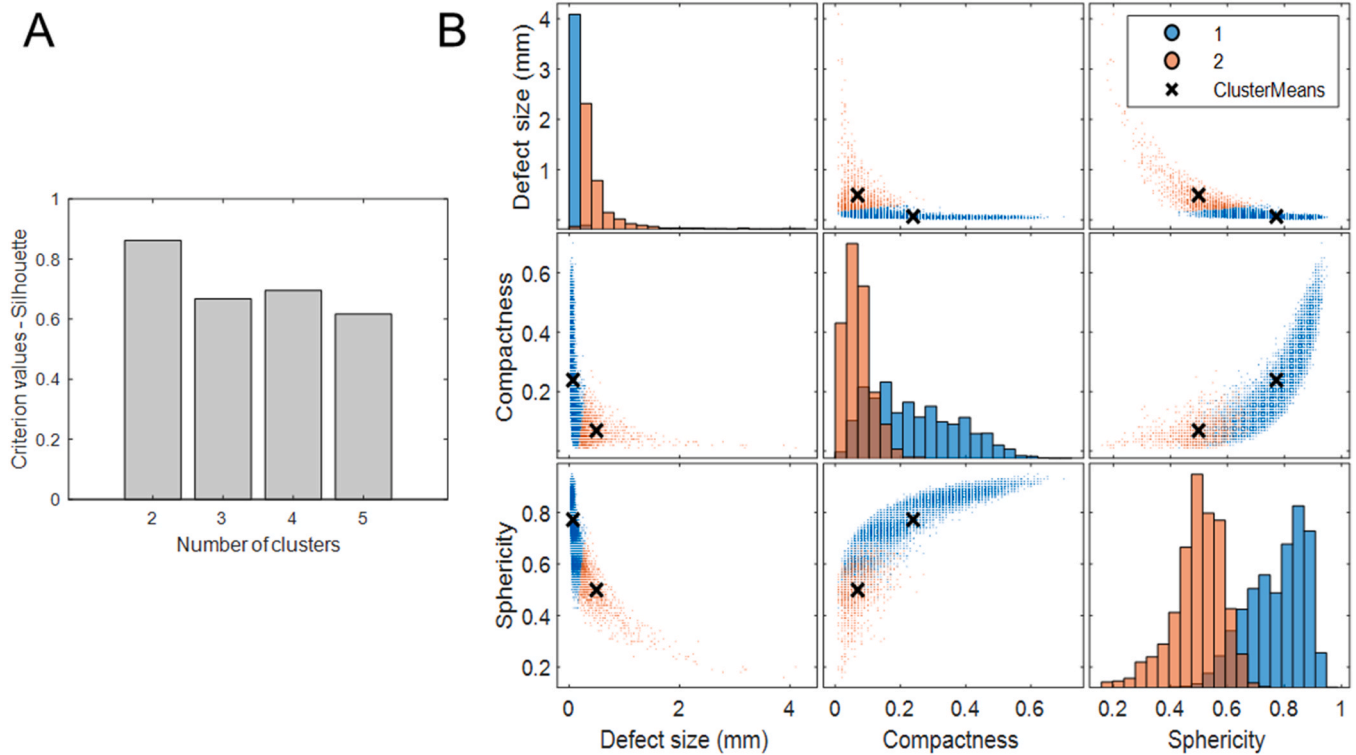 A
B
Criterion values - Silhouette
1
0.8
0.6
0.4
0.2
0
2 3 4 5
Number of clusters
Defect size (mm)
4
3
2
1
1
2
ClusterMeans
Compactness
0.6
0.4
0.2
Sphericity
0.8
0.6
0.4
0.2
0 2 4
Defect size (mm)
0 0.2 0.4 0.6
Compactness
0.2 0.4 0.6 0.8 1
Sphericity